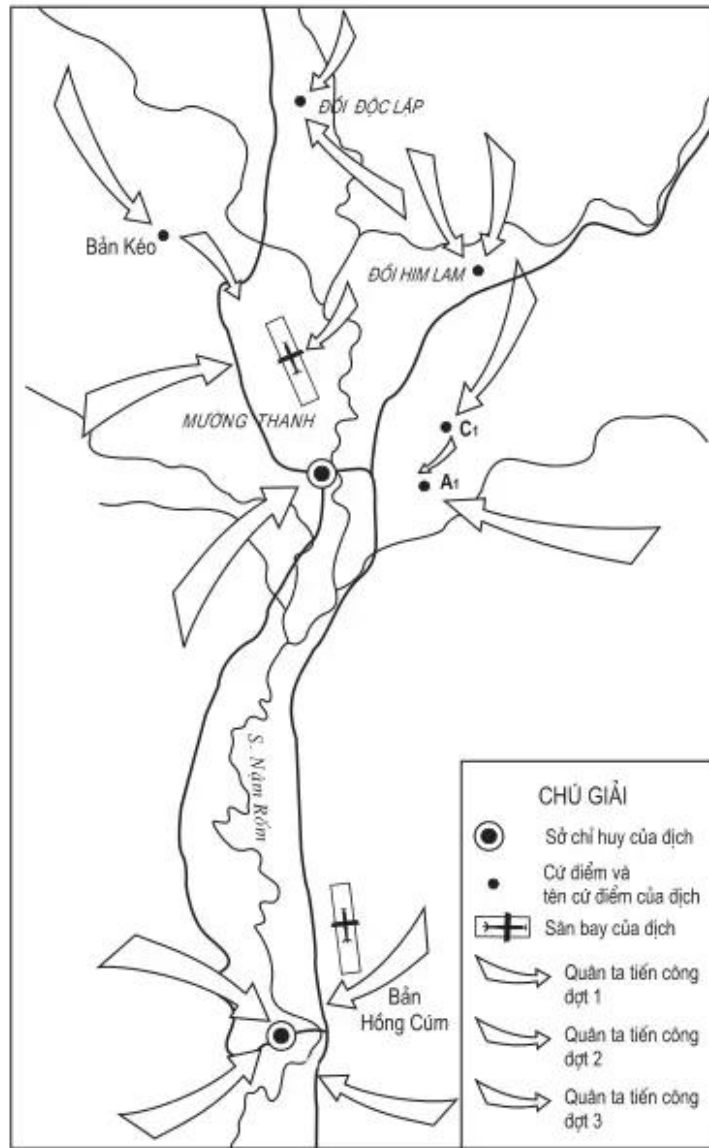 ĐỒI ĐỘC LẬP
Bản Kéo
ĐỒI HIM LAM
MƯỜNG THANH
C1
A1
S. Nậm Rốm
Bản
Hồng Cúm
CHÚ GIẢI
Sở chỉ huy của địch
Cứ điểm và
tên cứ điểm của địch
Sân bay của địch
Quân ta tiến công
đợt 1
Quân ta tiến công
đợt 2
Quân ta tiến công
đợt 3